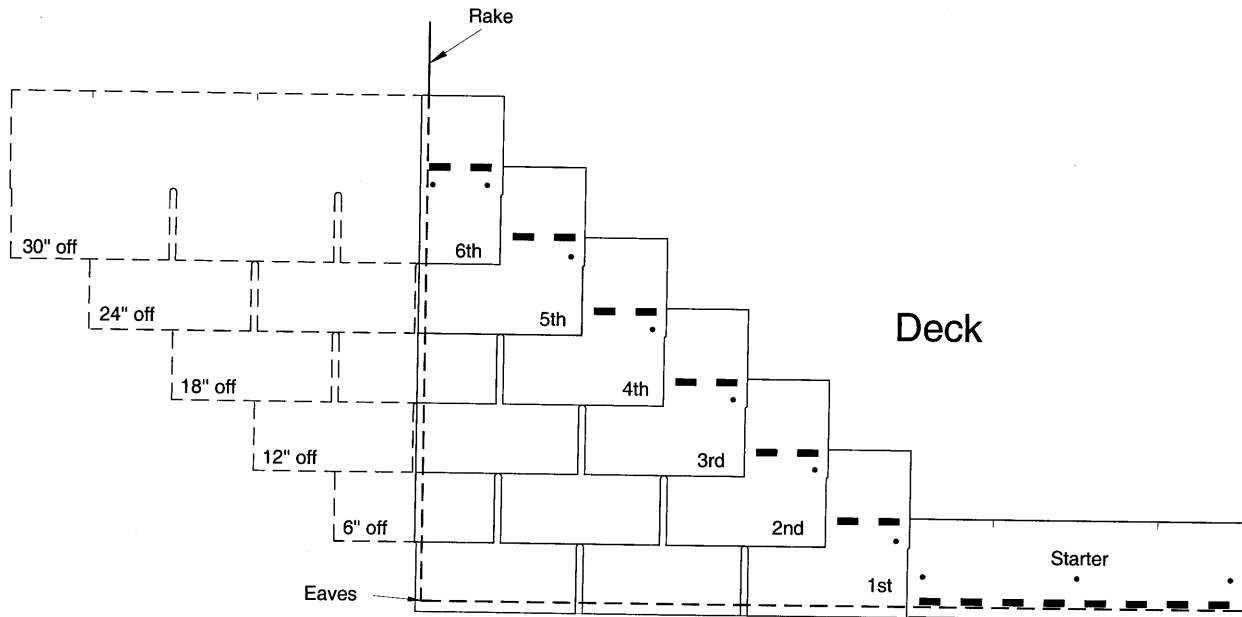 Rake
30" off
6th
24" off
5th
Deck
18" off
4th
12" off
3rd
6" off
2nd
Starter
1st
Eaves